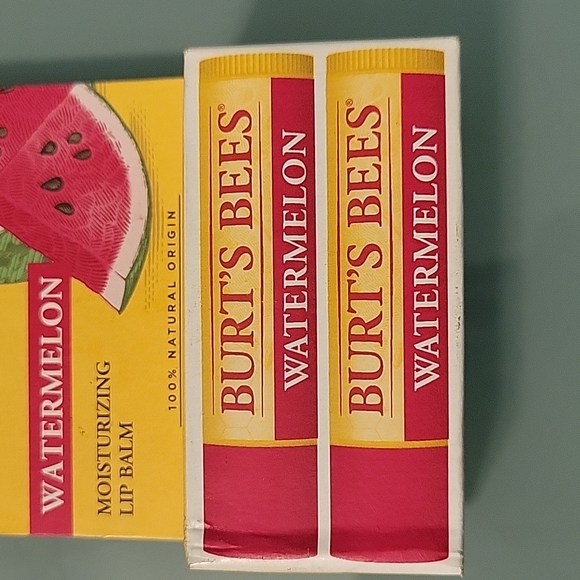 WATERMELON
MOISTURIZING
LIP BALM
100% NATURAL ORIGIN
BURT'S BEES®
WATERMELON
BURT'S BEES®
WATERMELON